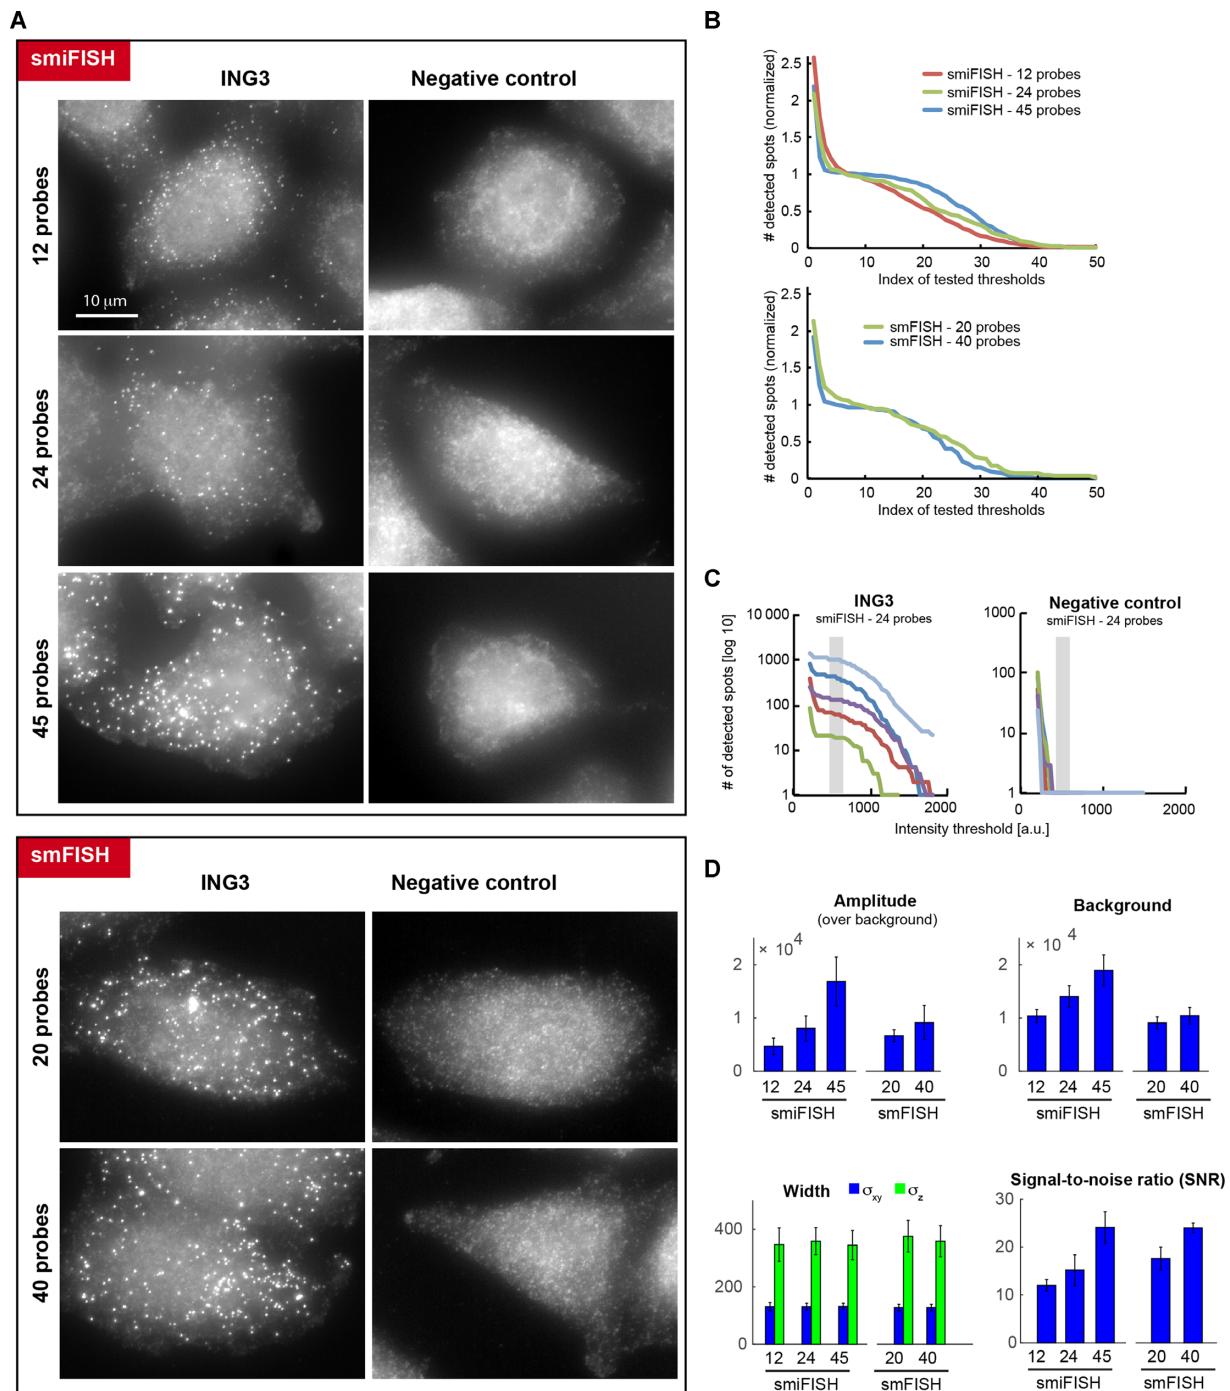 A
smiFISH
ING3
Negative control
12 probes
10 μm
24 probes
45 probes
smFISH
ING3
Negative control
20 probes
40 probes
B
# detected spots (normalized)
2.5
2
1.5
1
0.5
0
smiFISH - 12 probes
smiFISH - 24 probes
smiFISH - 45 probes
0 10 20 30 40 50
Index of tested thresholds
# detected spots (normalized)
2.5
2
1.5
1
0.5
0
smFISH - 20 probes
smFISH - 40 probes
0 10 20 30 40 50
Index of tested thresholds
C
ING3
smiFISH - 24 probes
# of detected spots [log 10]
10 000
1000
100
10
1
0 1000 2000
Negative control
smiFISH - 24 probes
1000
100
10
1
0 1000 2000
Intensity threshold [a.u.]
D
Amplitude
(over background)
× 10 4
2
1
0
12 24 45 20 40
smiFISH smFISH
Background
× 10 4
2
1
0
12 24 45 20 40
smiFISH smFISH
Width σxy σz
400
200
0
12 24 45 20 40
smiFISH smFISH
Signal-to-noise ratio (SNR)
30
20
10
0
12 24 45 20 40
smiFISH smFISH